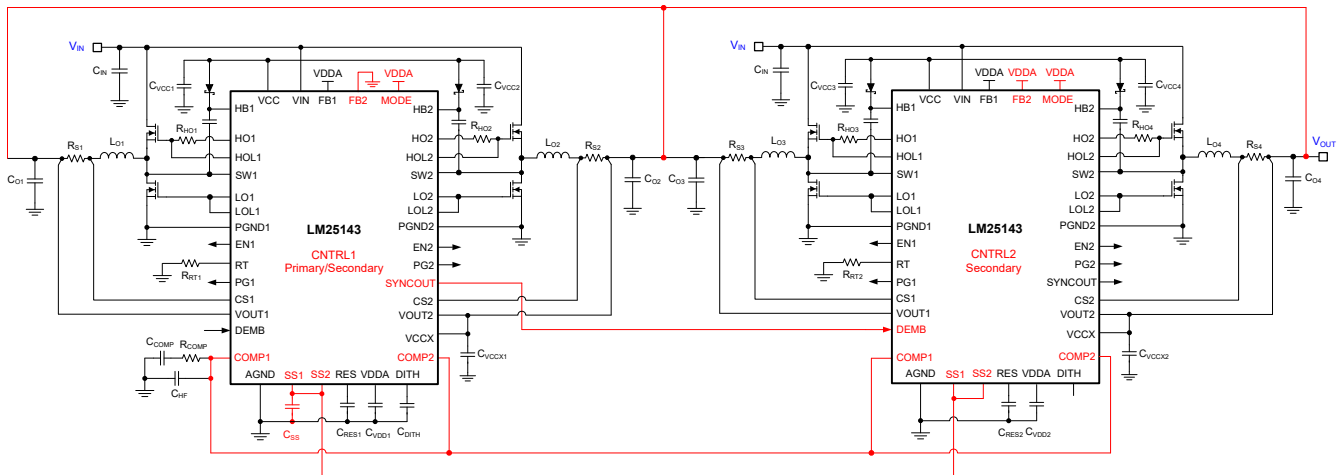 VIN
CIN
CVCC1
VCC
VIN
VDDA
FB1
FB2
VDDA
MODE
CVCC2
HB1
HB2
RHO1
HO1
HO2
RHO2
HOL1
HOL2
SW1
SW2
RS1
LO1
LO2
RS2
CO1
CO2
LO1
LO2
LOL1
LOL2
LM25143
PGND1
PGND2
EN1
EN2
CNTRL1
Primary/Secondary
RT
RRT1
PG2
PG1
SYNCOUT
CS1
CS2
VOUT1
VOUT2
DEMB
VCCX
CCOMP
RCOMP
COMP1
COMP2
CVCCX1
CHF
AGND
SS1
SS2
RES
VDDA
DITH
CSS
CRES1
CVDD1
CDITH
VIN
CIN
CVCC3
VCC
VIN
VDDA
FB1
VDDA
FB2
VDDA
MODE
CVCC4
HB1
HB2
RHO3
HO1
HO2
RHO4
HOL1
HOL2
SW1
SW2
CO3
RS3
LO3
LO4
RS4
VOUT
CO4
LO1
LO2
LOL1
LOL2
LM25143
PGND1
PGND2
EN1
EN2
CNTRL2
Secondary
RT
RRT2
PG2
PG1
SYNCOUT
CS1
CS2
VOUT1
VOUT2
DEMB
VCCX
COMP1
COMP2
CVCCX2
AGND
SS1
SS2
RES
VDDA
DITH
CRES2
CVDD2